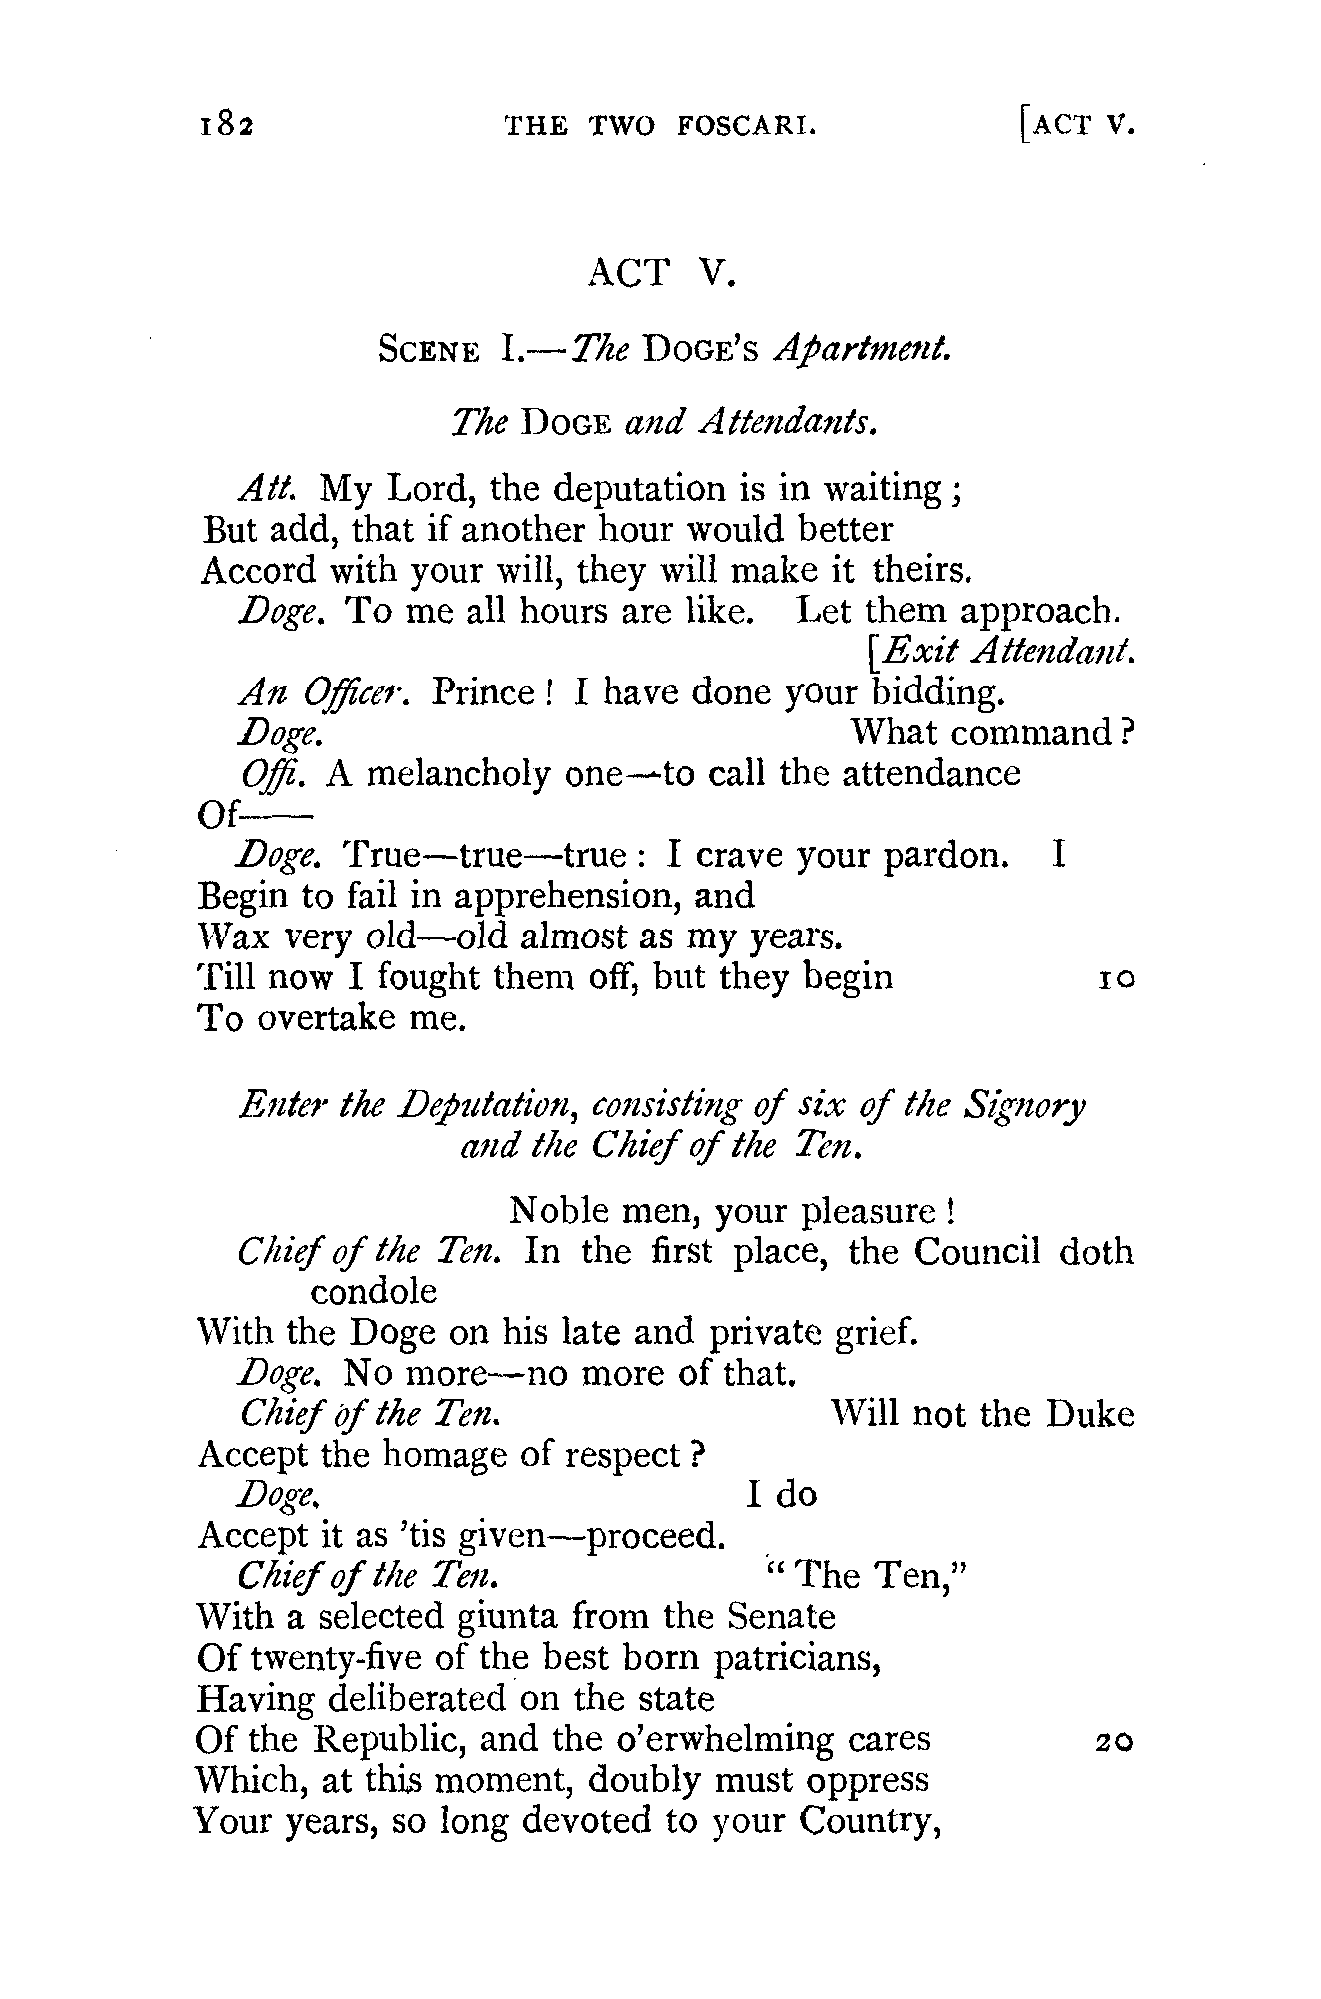 182 THE TWO FOSCARI. [ACT V.
ACT V.
SCENE I.—The DOGE'S Apartment.
The DOGE and Attendants.
Att. My Lord, the deputation is in waiting;
But add, that if another hour would better
Accord with your will, they will make it theirs.
Doge. To me all hours are like. Let them approach.
[Exit Attendant.
An Officer. Prince! I have done your bidding.
Doge. What command?
Offi. A melancholy one—to call the attendance
Of——
Doge. True—true—true: I crave your pardon. I
Begin to fail in apprehension, and
Wax very old—old almost as my years.
Till now I fought them off, but they begin 10
To overtake me.
Enter the Deputation, consisting of six of the Signory
and the Chief of the Ten.
Noble men, your pleasure!
Chief of the Ten. In the first place, the Council doth
condole
With the Doge on his late and private grief.
Doge. No more—no more of that.
Chief of the Ten. Will not the Duke
Accept the homage of respect?
Doge. I do
Accept it as 'tis given—proceed.
Chief of the Ten. "The Ten,"
With a selected giunta from the Senate
Of twenty-five of the best born patricians,
Having deliberated on the state
Of the Republic, and the o'erwhelming cares 20
Which, at this moment, doubly must oppress
Your years, so long devoted to your Country,